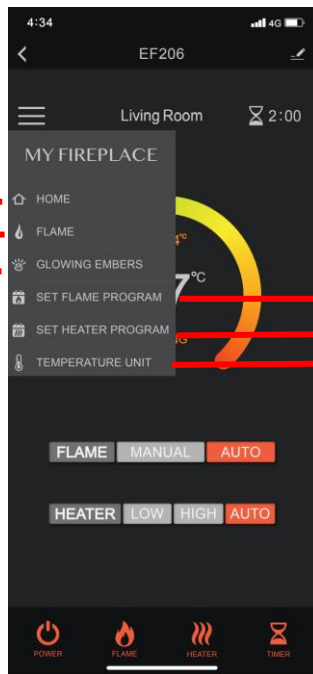 4:34
4G
EF206
Living Room
2:00
MY FIREPLACE
HOME
FLAME
GLOWING EMBERS
SET FLAME PROGRAM
SET HEATER PROGRAM
TEMPERATURE UNIT
°C
FLAME MANUAL AUTO
HEATER LOW HIGH AUTO
POWER FLAME HEATER TIMER